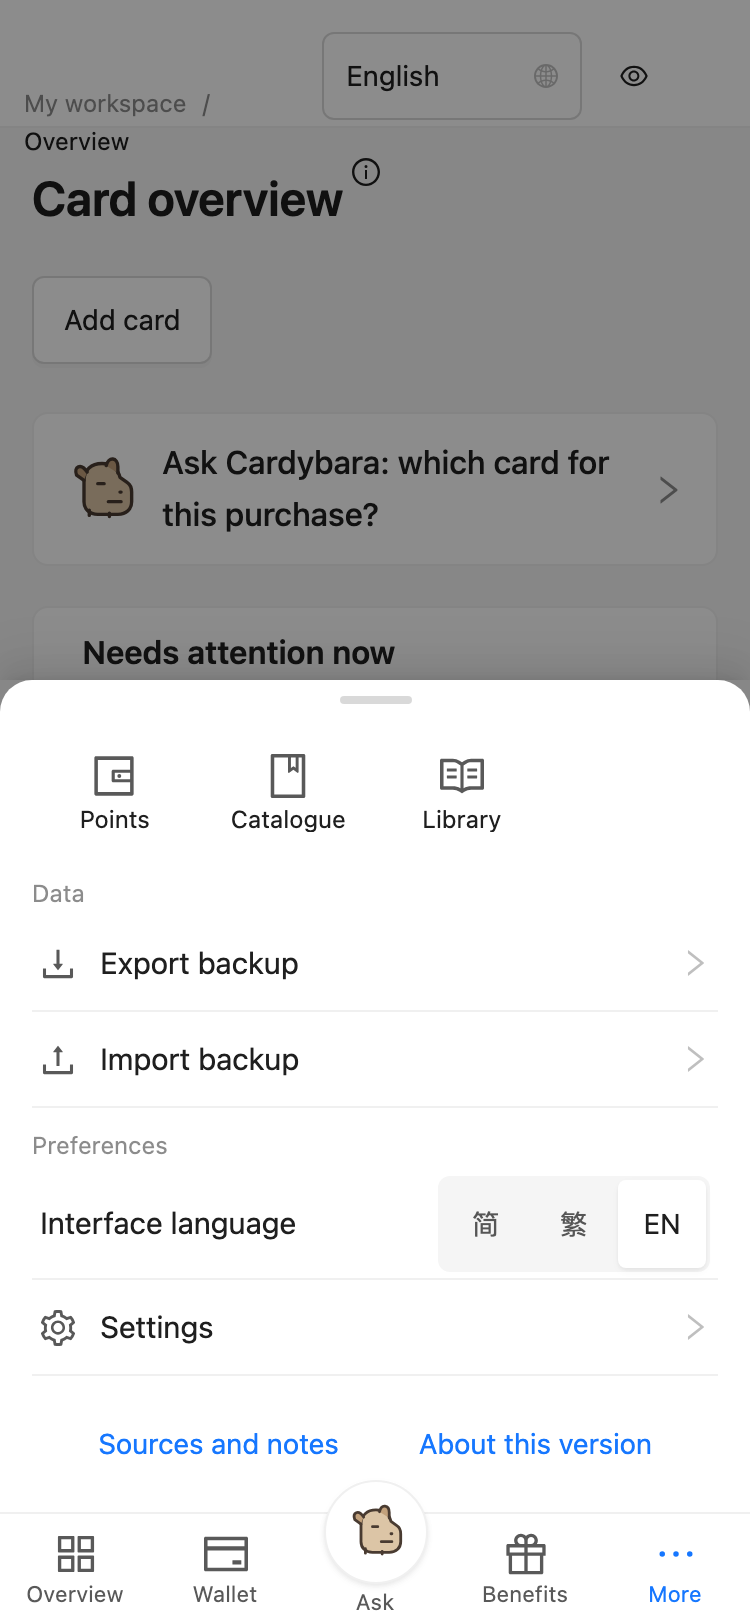 English
My workspace /
Overview
Card overview
Add card
Ask Cardybara: which card for
this purchase?
Needs attention now
Points
Catalogue
Library
Data
Export backup
Import backup
Preferences
Interface language
简
繁
EN
Settings
Sources and notes
About this version
Overview
Wallet
Ask
Benefits
More